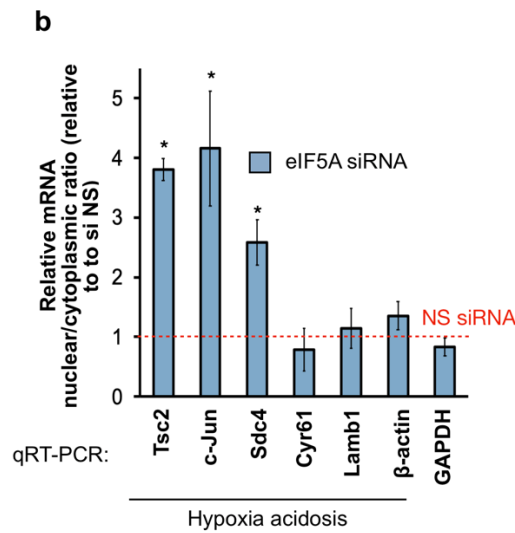 b
Relative mRNA
nuclear/cytoplasmic ratio (relative
to to si NS)
5
4
3
2
1
0
*
*
*
eIF5A siRNA
NS siRNA
qRT-PCR:
Tsc2
c-Jun
Sdc4
Cyr61
Lamb1
β-actin
GAPDH
Hypoxia acidosis